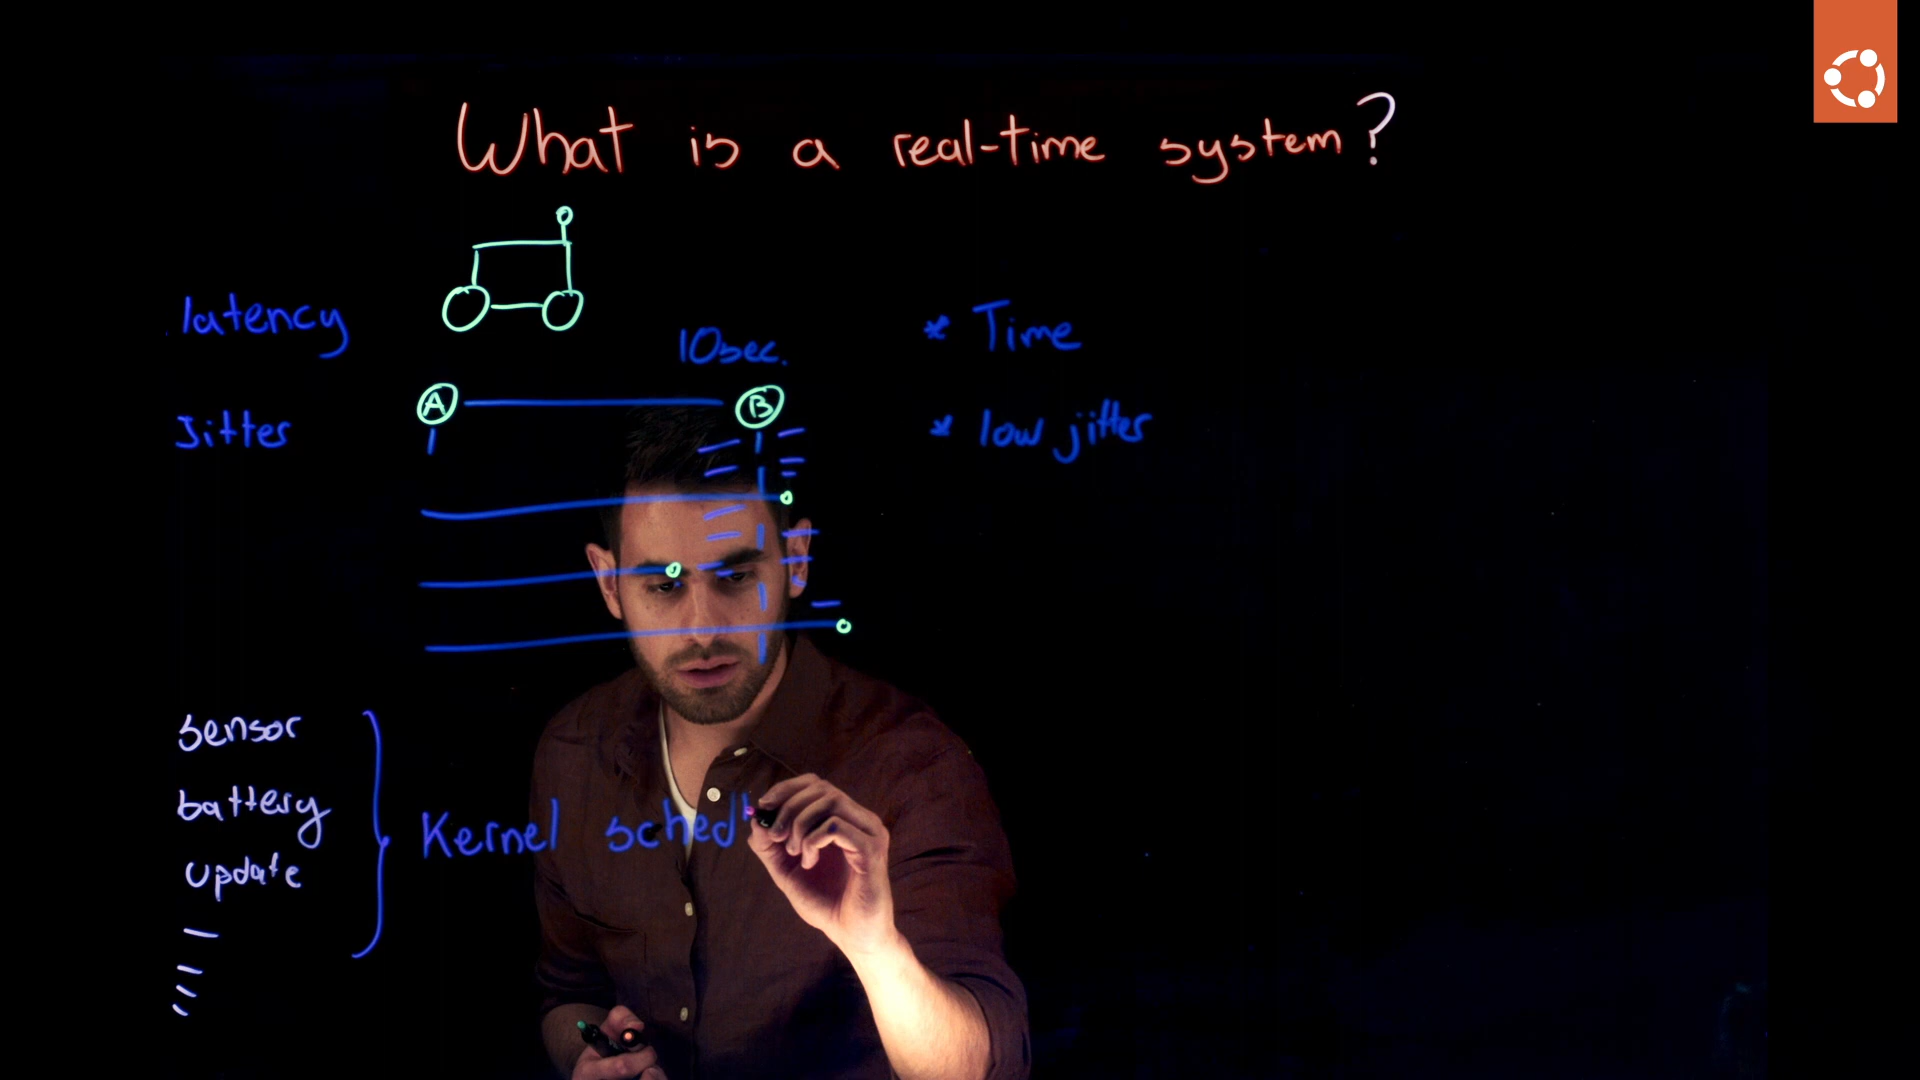 What is a real-time system?
latency
10sec.
* Time
A
B
Jitter
* low jitter
sensor
battery
update
Kernel sched